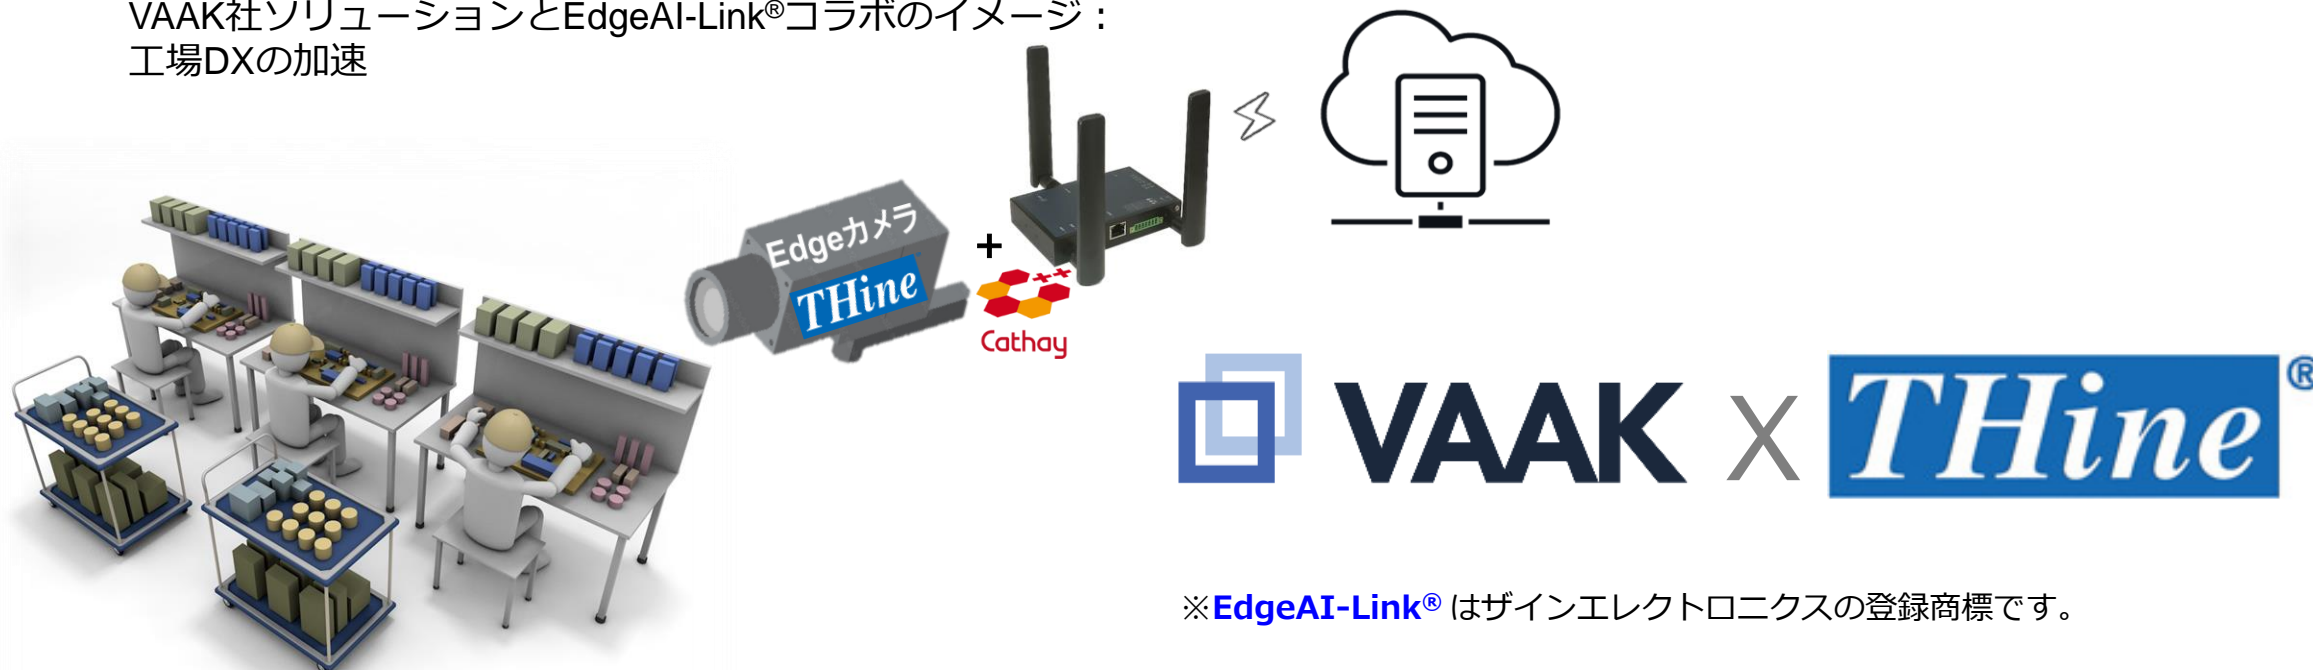 VAAK社ソリューションとEdgeAI-Link®コラボのイメージ：
工場DXの加速
Edgeカメラ
THine
+
Cathay
VAAK X THine®
※EdgeAI-Link® はザインエレクトロニクスの登録商標です。